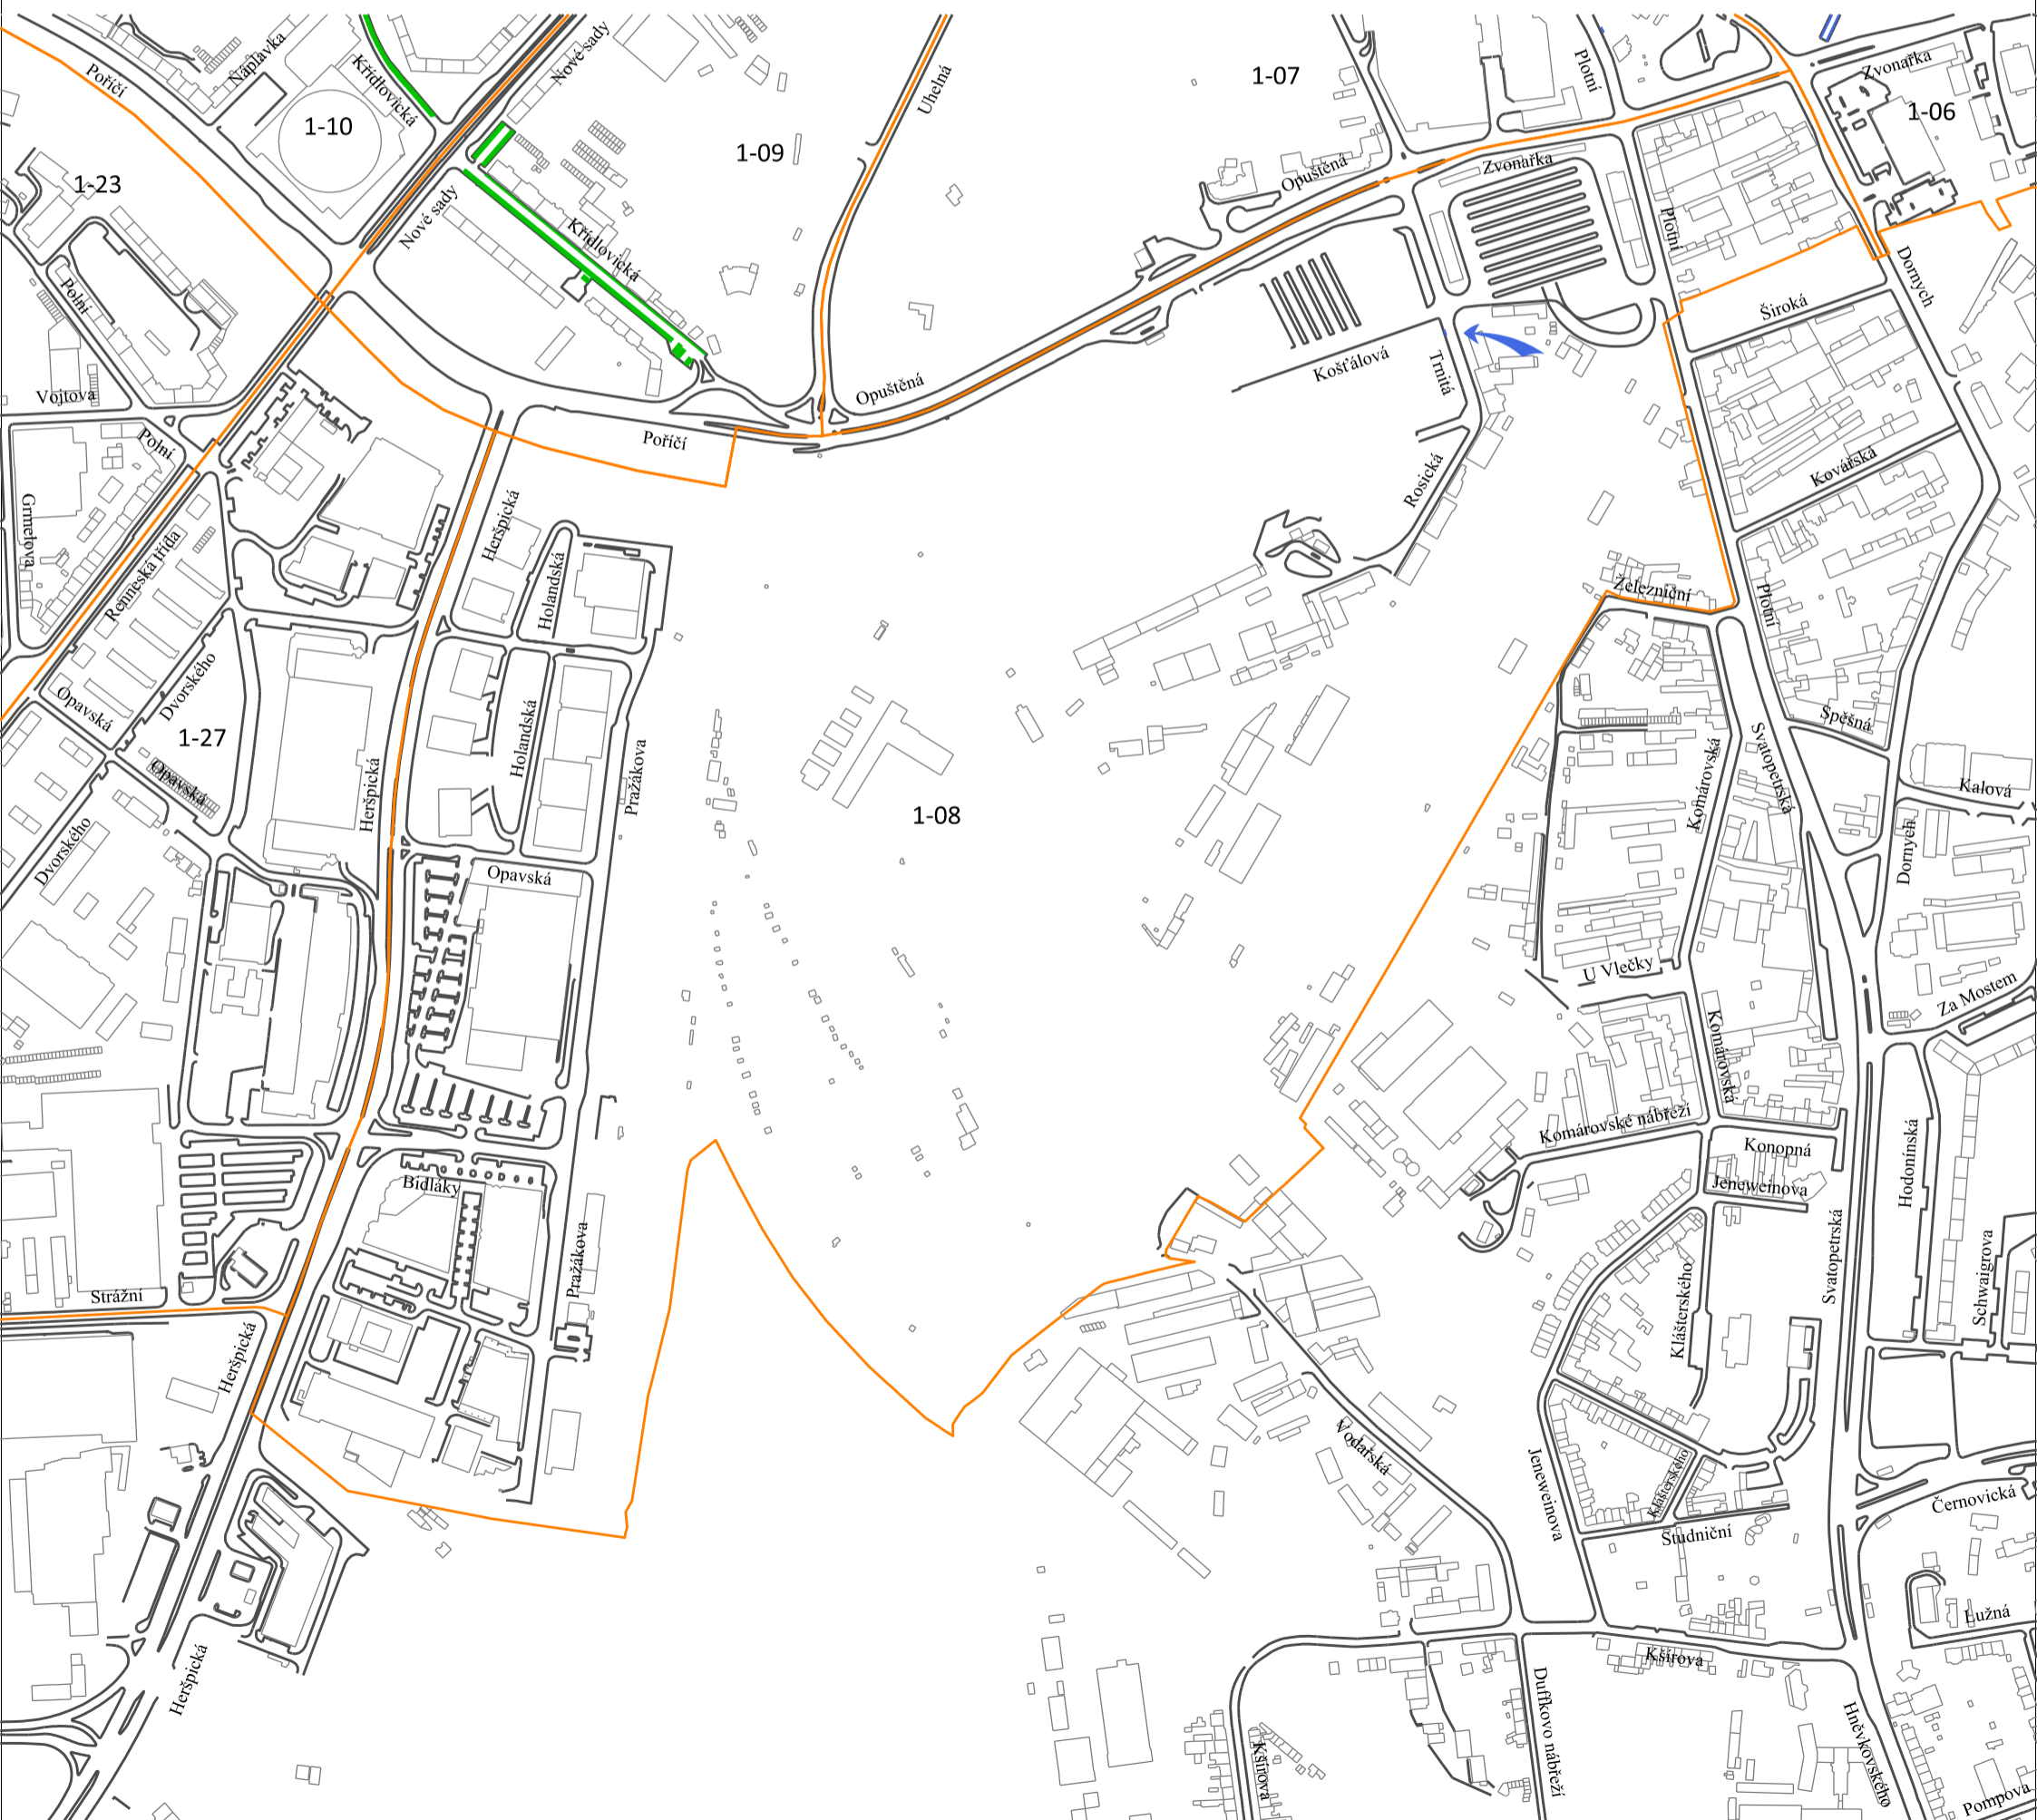 Poříčí
Náplavka
Křídlovická
Nové sady
Uhelná
1-07
Plotní
Zvonařka
1-06
1-10
1-09
1-23
Opuštěná
Zvonařka
Nové sady
Křídlovická
Plotní
Dornych
Polní
Široká
Košťálová
Trnitá
Vojtova
Opuštěná
Polní
Poříčí
Rosická
Kovářská
Grmelova
Heršpická
Renneská třída
Holandská
Železniční
Plotní
Dvorského
Opavská
Holandská
Spěšná
1-27
Svatopetrská
Komárovská
Pražákova
Opavská
Heršpická
Kalová
1-08
Dvorského
Dornych
Opavská
U Vlečky
Za Mostem
Komárovská
Komárovské nábřeží
Konopná
Hodonínská
Bidláky
Jeneweinova
Svatopetrská
Pražákova
Schwaigrova
Strážní
Klášterského
Heršpická
Vodařská
Jeneweinova
Klášterského
Černovická
Studniční
Lužná
Kšírova
Heršpická
Duffkovo nábřeží
Hněvkovského
Kšírova
Pompova